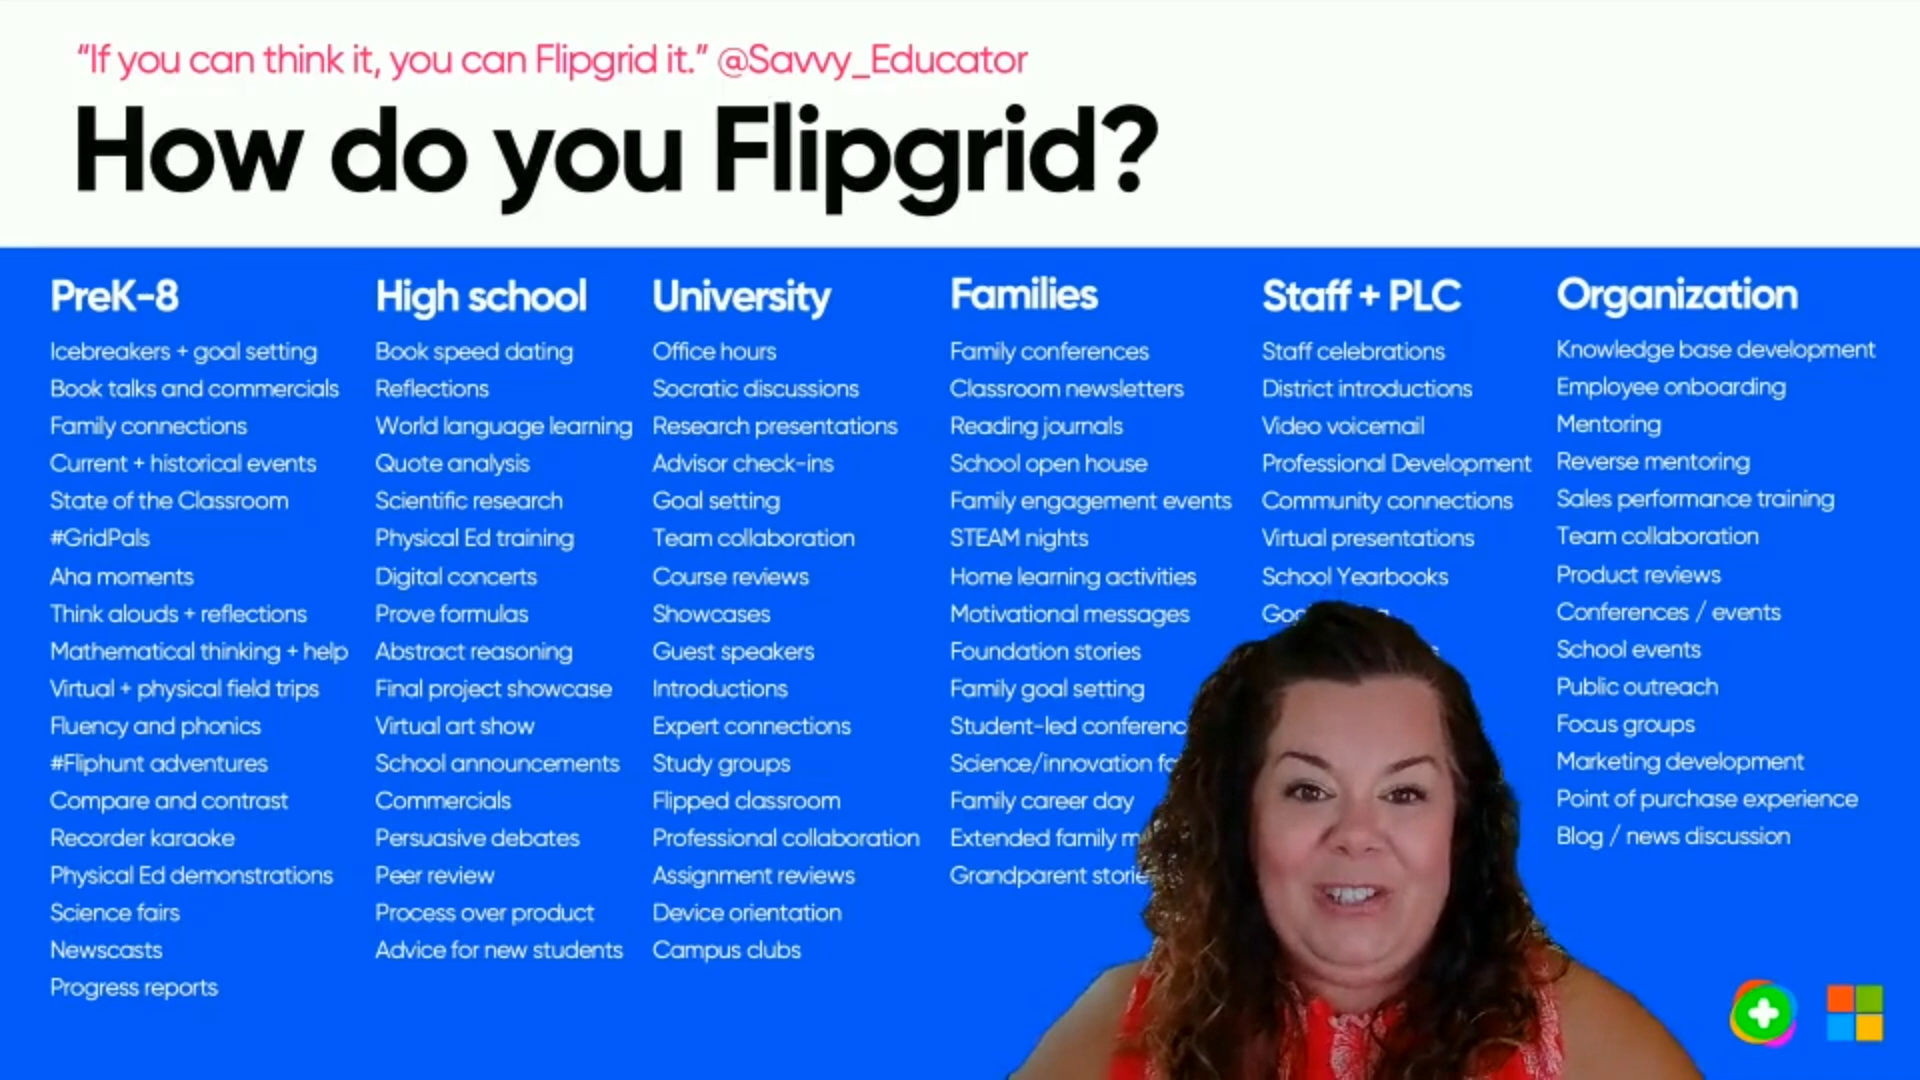 “If you can think it, you can Flipgrid it.” @Savvy_Educator
How do you Flipgrid?
PreK-8
Icebreakers + goal setting
Book talks and commercials
Family connections
Current + historical events
State of the Classroom
#GridPals
Aha moments
Think alouds + reflections
Mathematical thinking + help
Virtual + physical field trips
Fluency and phonics
#Fliphunt adventures
Compare and contrast
Recorder karaoke
Physical Ed demonstrations
Science fairs
Newscasts
Progress reports
High school
Book speed dating
Reflections
World language learning
Quote analysis
Scientific research
Physical Ed training
Digital concerts
Prove formulas
Abstract reasoning
Final project showcase
Virtual art show
School announcements
Commercials
Persuasive debates
Peer review
Process over product
Advice for new students
University
Office hours
Socratic discussions
Research presentations
Advisor check-ins
Goal setting
Team collaboration
Course reviews
Showcases
Guest speakers
Introductions
Expert connections
Study groups
Flipped classroom
Professional collaboration
Assignment reviews
Device orientation
Campus clubs
Families
Family conferences
Classroom newsletters
Reading journals
School open house
Family engagement events
STEAM nights
Home learning activities
Motivational messages
Foundation stories
Family goal setting
Student-led
Science/innovation
Family career day
Extended family
Grandparent
Staff + PLC
Staff celebrations
District introductions
Video voicemail
Professional Development
Community connections
Virtual presentations
School Yearbooks
Organization
Knowledge base development
Employee onboarding
Mentoring
Reverse mentoring
Sales performance training
Team collaboration
Product reviews
Conferences / events
School events
Public outreach
Focus groups
Marketing development
Point of purchase experience
Blog / news discussion